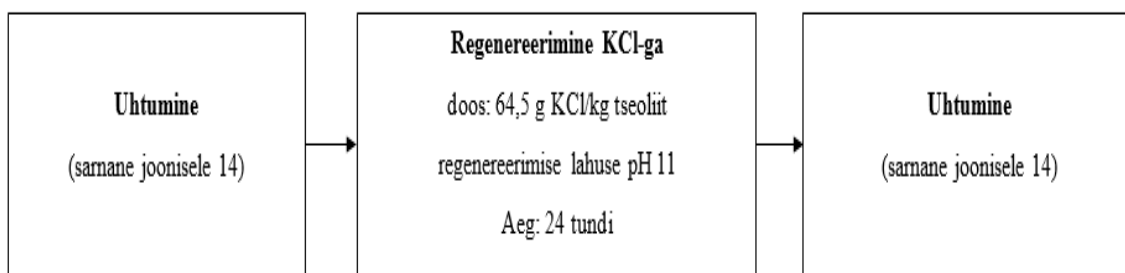 Uhtumine
(sarnane joonisele 14)
Regenereerimine KCl-ga
doos: 64,5 g KCl/kg tseoliit
regenereerimise lahuse pH 11
Aeg: 24 tundi
Uhtumine
(sarnane joonisele 14)